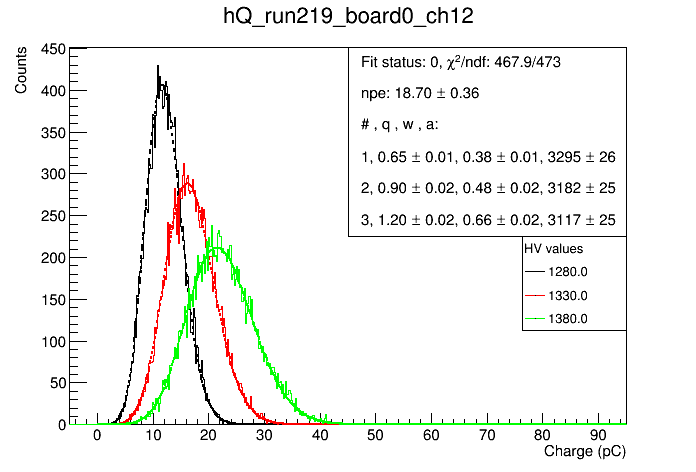 hQ_run219_board0_ch12
Counts
450
400
350
300
250
200
150
100
50
0
Fit status: 0, χ²/ndf: 467.9/473
npe: 18.70 ± 0.36
# , q , w , a:
1, 0.65 ± 0.01, 0.38 ± 0.01, 3295 ± 26
2, 0.90 ± 0.02, 0.48 ± 0.02, 3182 ± 25
3, 1.20 ± 0.02, 0.66 ± 0.02, 3117 ± 25
HV values
1280.0
1330.0
1380.0
0 10 20 30 40 50 60 70 80 90
Charge (pC)